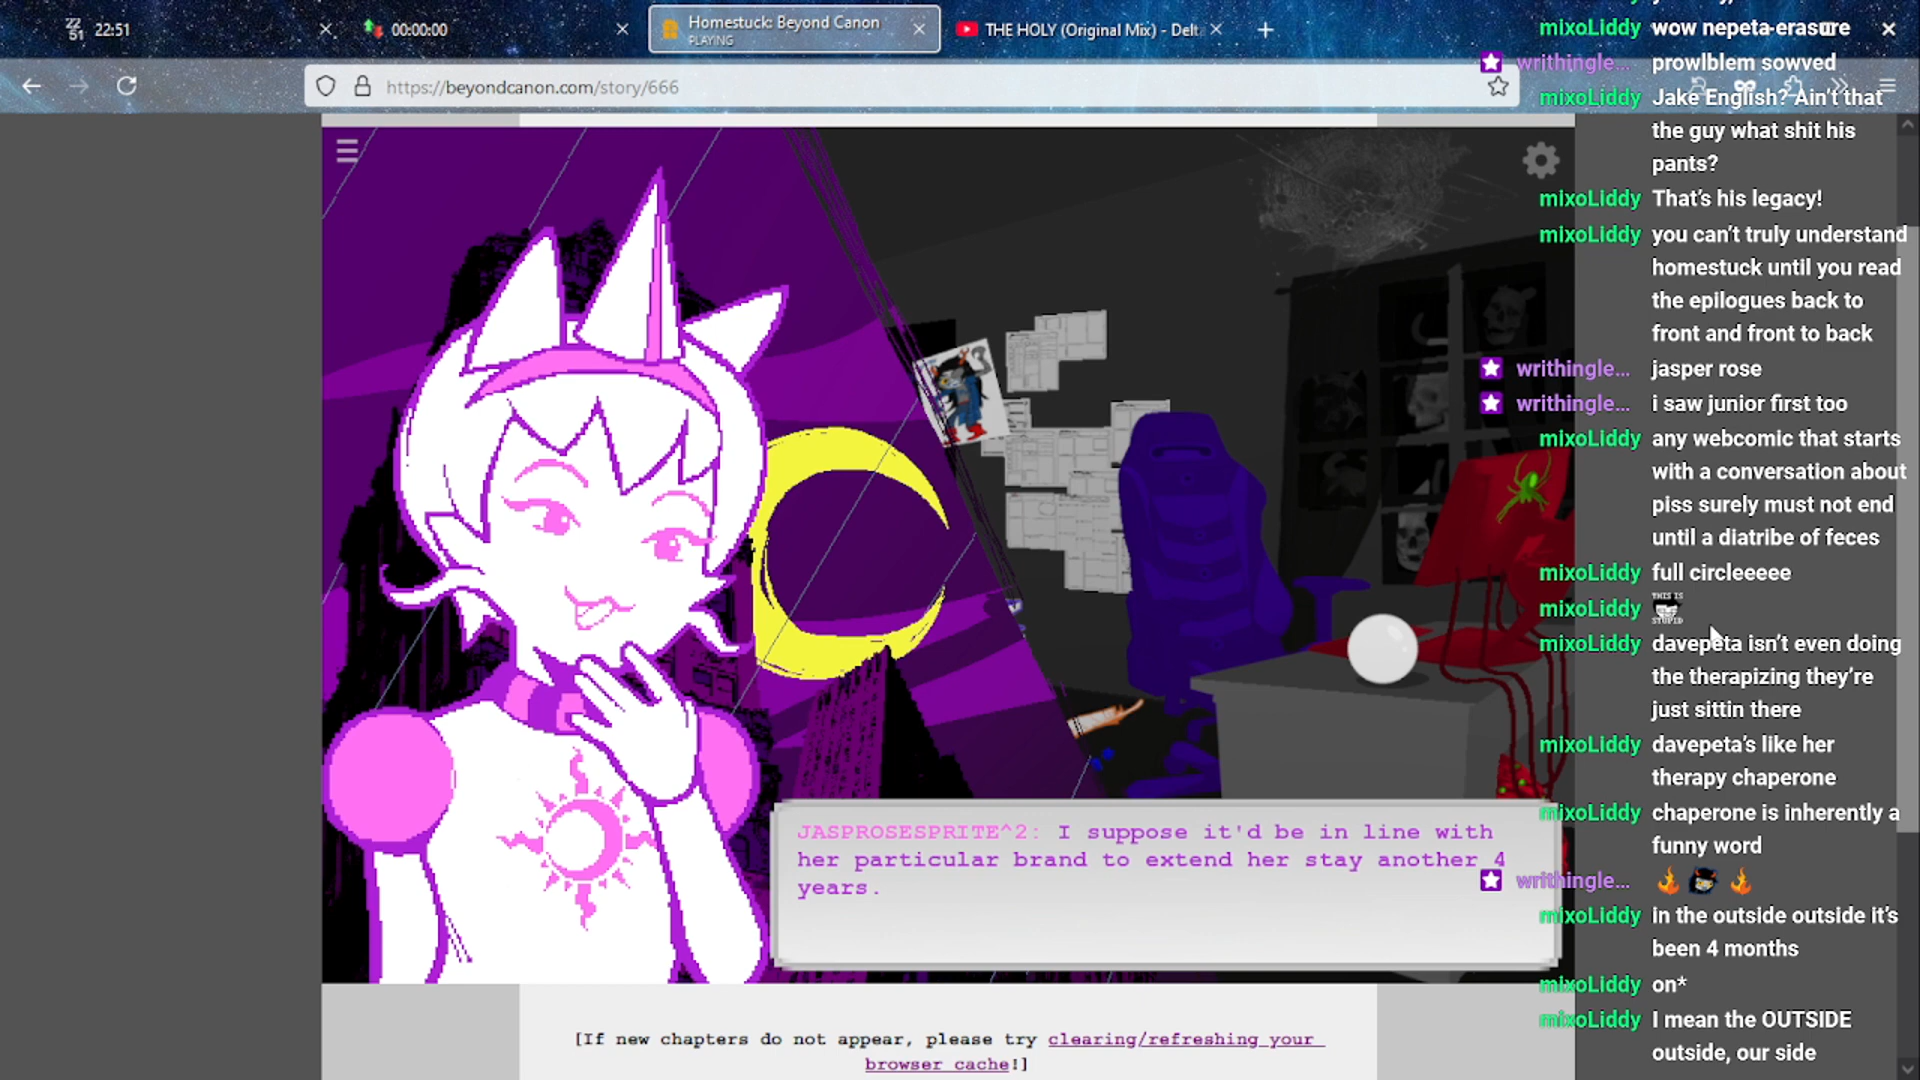 22:51
00:00:00
Homestuck: Beyond Canon
PLAYING
THE HOLY (Original Mix) - Delt
https://beyondcanon.com/story/666
mixoLiddy wow nepeta-erasure
writhingle... prowlblem sowved
mixoLiddy Jake English? Ain't that
the guy what shit his
pants?
mixoLiddy That's his legacy!
mixoLiddy you can't truly understand
homestuck until you read
the epilogues back to
front and front to back
writhingle... jasper rose
writhingle... i saw junior first too
mixoLiddy any webcomic that starts
with a conversation about
piss surely must not end
until a diatribe of feces
mixoLiddy full circleeeee
mixoLiddy THIS IS
STUPID
mixoLiddy davepeta isn't even doing
the therapizing they're
just sittin there
mixoLiddy davepeta's like her
therapy chaperone
mixoLiddy chaperone is inherently a
funny word
writhingle...
mixoLiddy in the outside outside it's
been 4 months
mixoLiddy on*
mixoLiddy I mean the OUTSIDE
outside, our side
JASPROSESPRITE^2: I suppose it'd be in line with
her particular brand to extend her stay another 4
years.
[If new chapters do not appear, please try clearing/refreshing your
browser cache!]